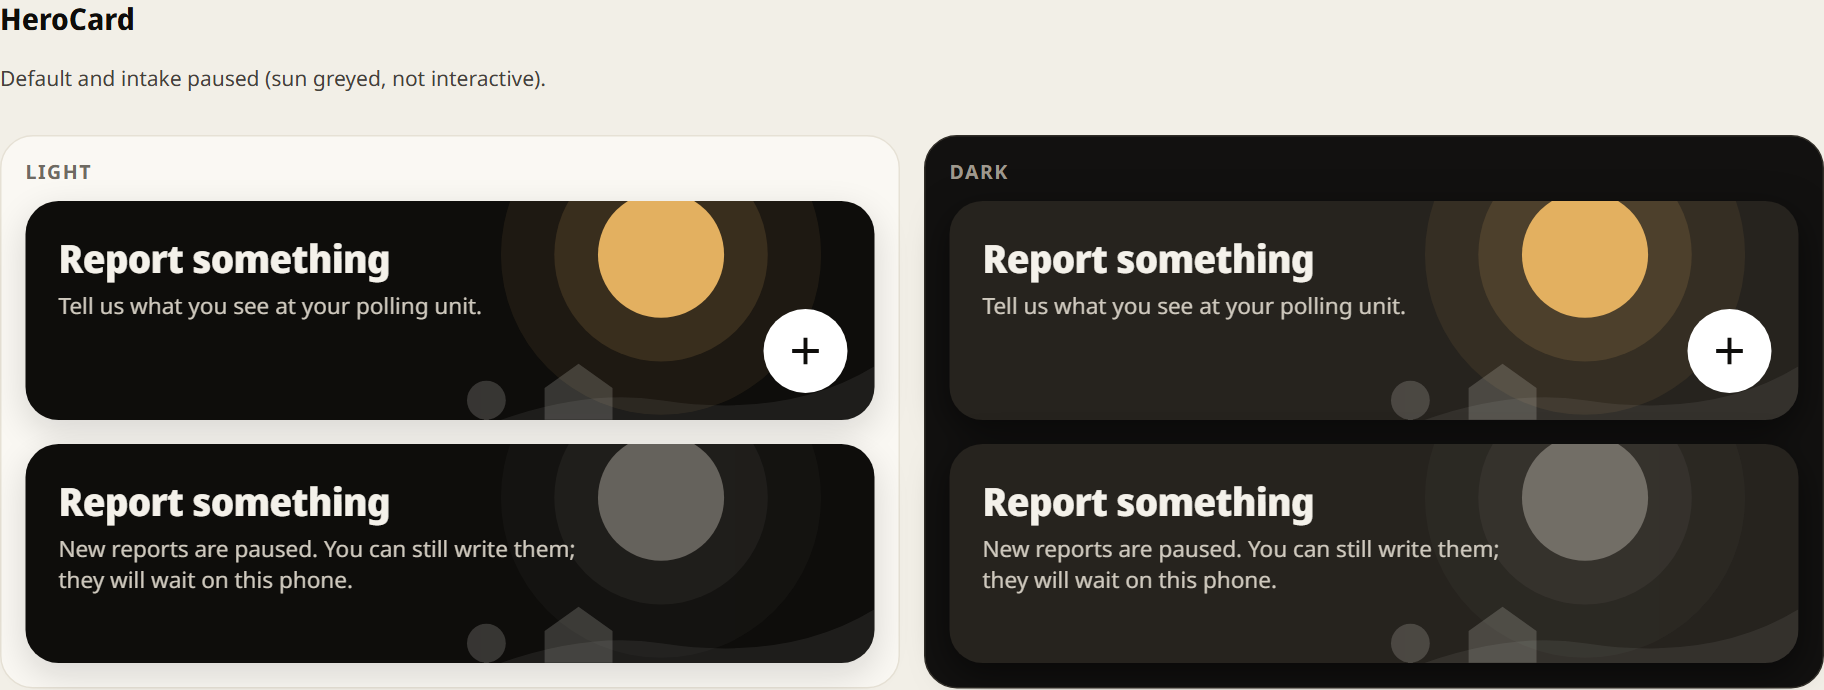 HeroCard
Default and intake paused (sun greyed, not interactive).
LIGHT
Report something
Tell us what you see at your polling unit.
+
Report something
New reports are paused. You can still write them;
they will wait on this phone.
DARK
Report something
Tell us what you see at your polling unit.
+
Report something
New reports are paused. You can still write them;
they will wait on this phone.